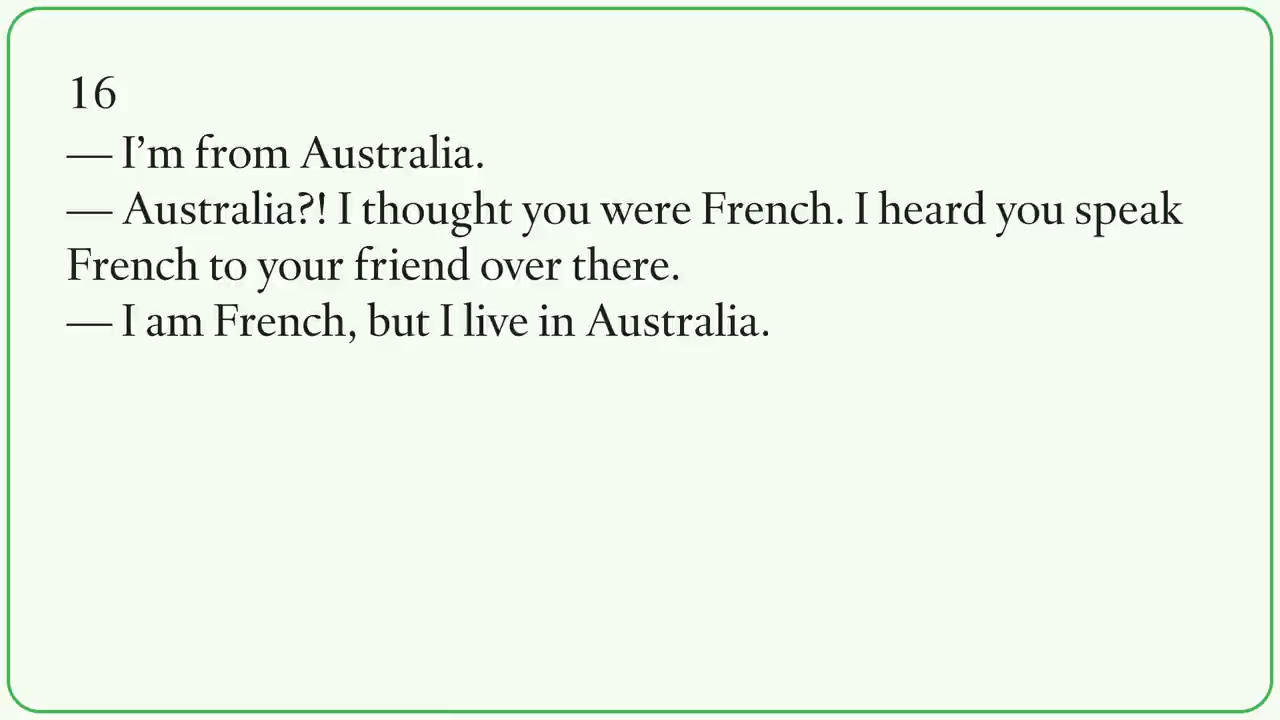 16
— I’m from Australia.
— Australia?! I thought you were French. I heard you speak
French to your friend over there.
— I am French, but I live in Australia.